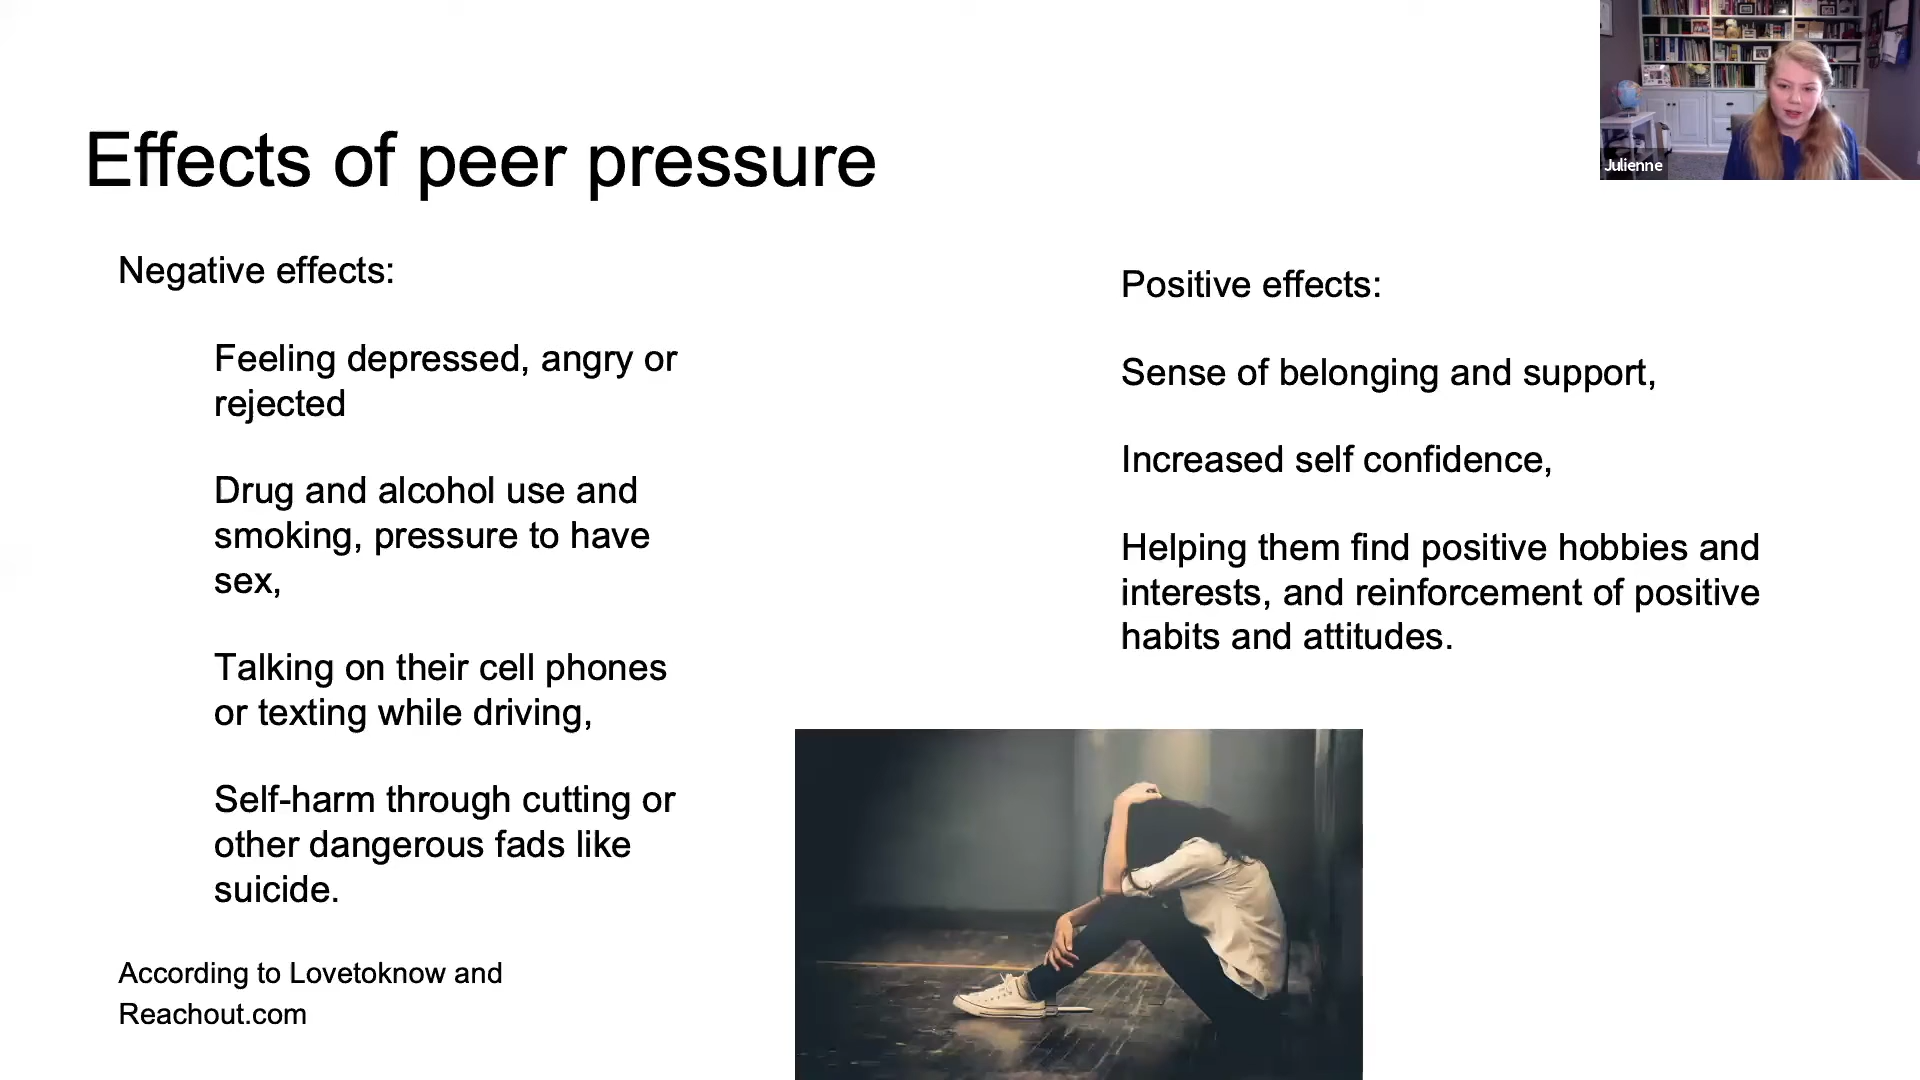 Effects of peer pressure
Julienne
Negative effects:
Feeling depressed, angry or
rejected
Drug and alcohol use and
smoking, pressure to have
sex,
Talking on their cell phones
or texting while driving,
Self-harm through cutting or
other dangerous fads like
suicide.
According to Lovetoknow and
Reachout.com
Positive effects:
Sense of belonging and support,
Increased self confidence,
Helping them find positive hobbies and
interests, and reinforcement of positive
habits and attitudes.